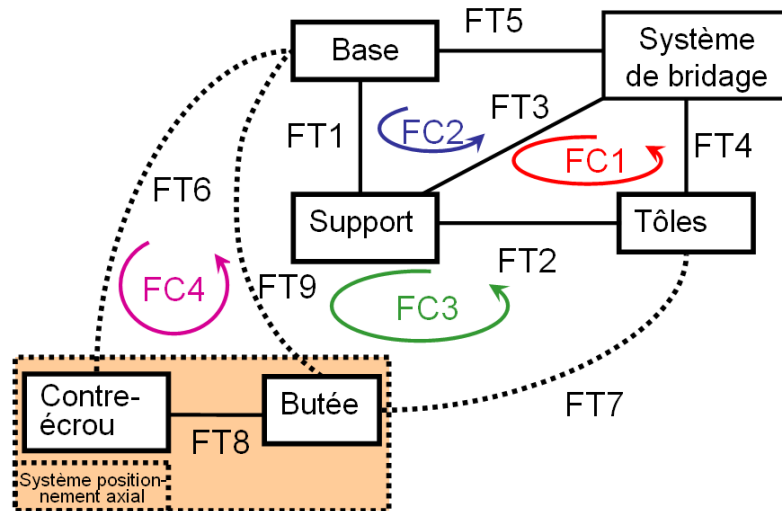 FT5
Base
Système
de bridage
FT3
FT1
FC2
FC1
FT4
FT6
Support
Tôles
FT2
FC4
FT9
FC3
Contre-
écrou
Butée
FT7
FT8
Système position-
nement axial